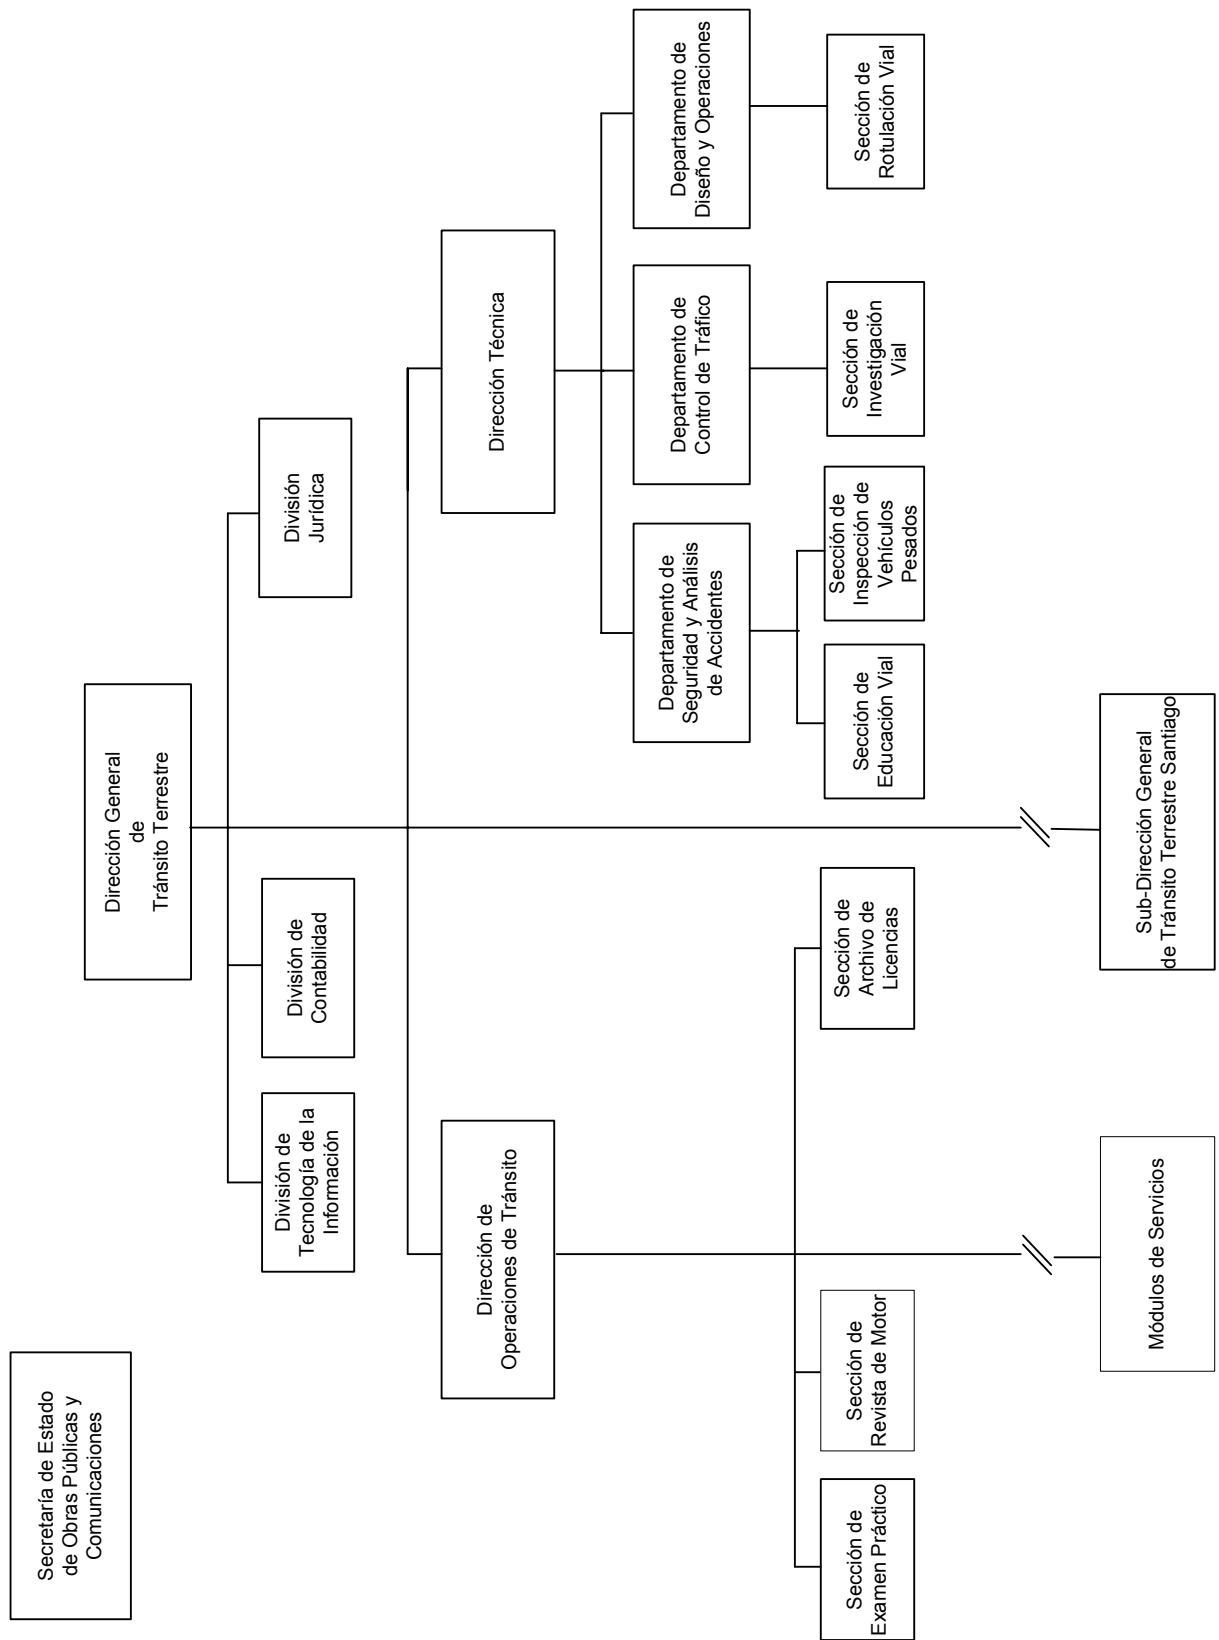 Secretaría de Estado
de Obras Públicas y
Comunicaciones
Dirección General
de
Tránsito Terrestre
División de
Tecnología de la
Información
División de
Contabilidad
División
Jurídica
Dirección de
Operaciones de Tránsito
Dirección Técnica
Departamento de
Seguridad y Análisis
de Accidentes
Departamento de
Control de Tráfico
Departamento de
Diseño y Operaciones
Sección de
Examen Práctico
Sección de
Revista de Motor
Sección de
Archivo de
Licencias
Sección de
Educación Vial
Sección de
Inspección de
Vehículos
Pesados
Sección de
Investigación
Vial
Sección de
Rotulación Vial
Módulos de Servicios
Sub-Dirección General
de Tránsito Terrestre Santiago